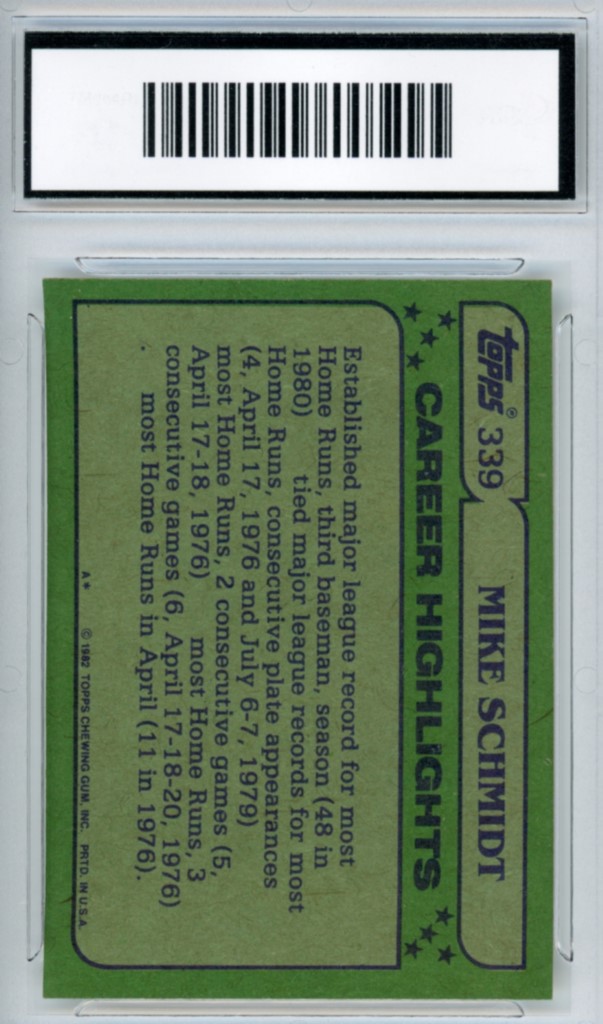 topps® 339 MIKE SCHMIDT
CAREER HIGHLIGHTS
Established major league record for most
Home Runs, third baseman, season (48 in
1980) tied major league records for most
Home Runs, consecutive plate appearances
(4, April 17, 1976 and July 6-7, 1979)
most Home Runs, 2 consecutive games (5,
April 17-18, 1976) most Home Runs, 3
consecutive games (6, April 17-18-20, 1976)
. most Home Runs in April (11 in 1976).
A* © 1982 TOPPS CHEWING GUM, INC. PRTD. IN U.S.A.